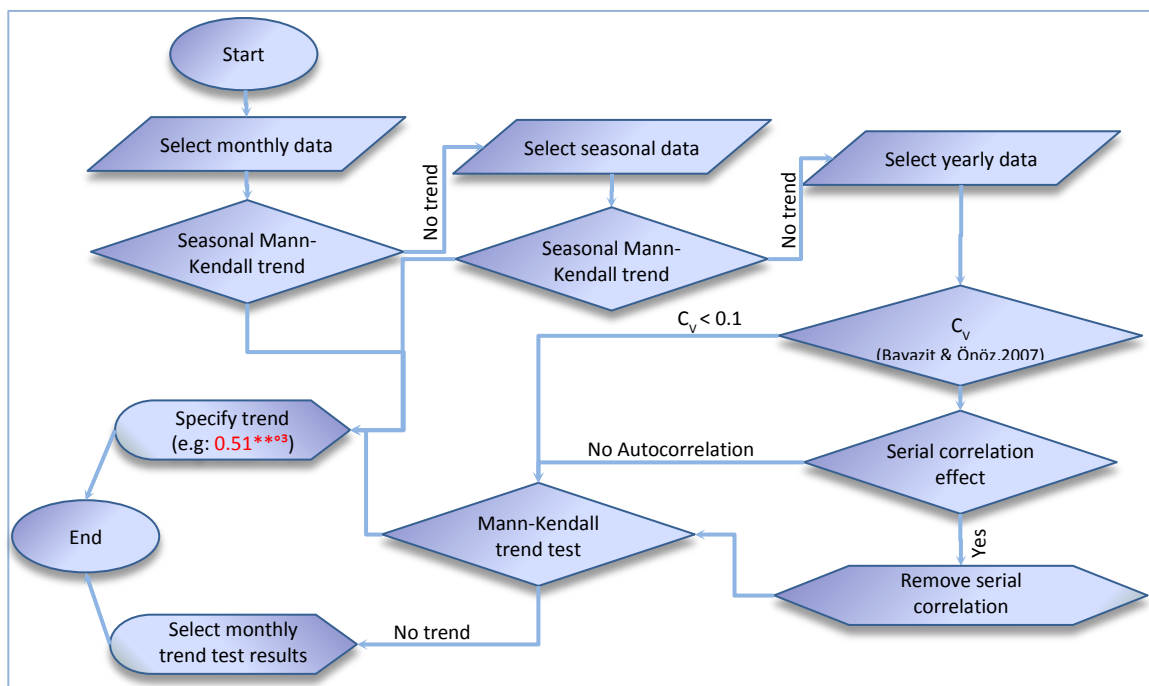 Start
Select monthly data
Seasonal Mann-
Kendall trend
No trend
Select seasonal data
Seasonal Mann-
Kendall trend
No trend
Select yearly data
Cv
(Bayazit & Önöz,2007)
Cv < 0.1
Serial correlation
effect
No Autocorrelation
Yes
Remove serial
correlation
Mann-Kendall
trend test
Specify trend
(e.g: 0.51**°³)
No trend
Select monthly
trend test results
End